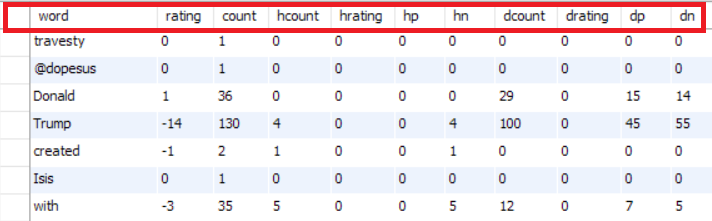 word rating count hcount hrating hp hn dcount drating dp dn
travesty 0 1 0 0 0 0 0 0 0 0
@dopesus 0 1 0 0 0 0 0 0 0 0
Donald 1 36 0 0 0 0 29 0 15 14
Trump -14 130 4 0 0 4 100 0 45 55
created -1 2 1 0 0 1 0 0 0 0
Isis 0 1 0 0 0 0 0 0 0 0
with -3 35 5 0 0 5 12 0 7 5